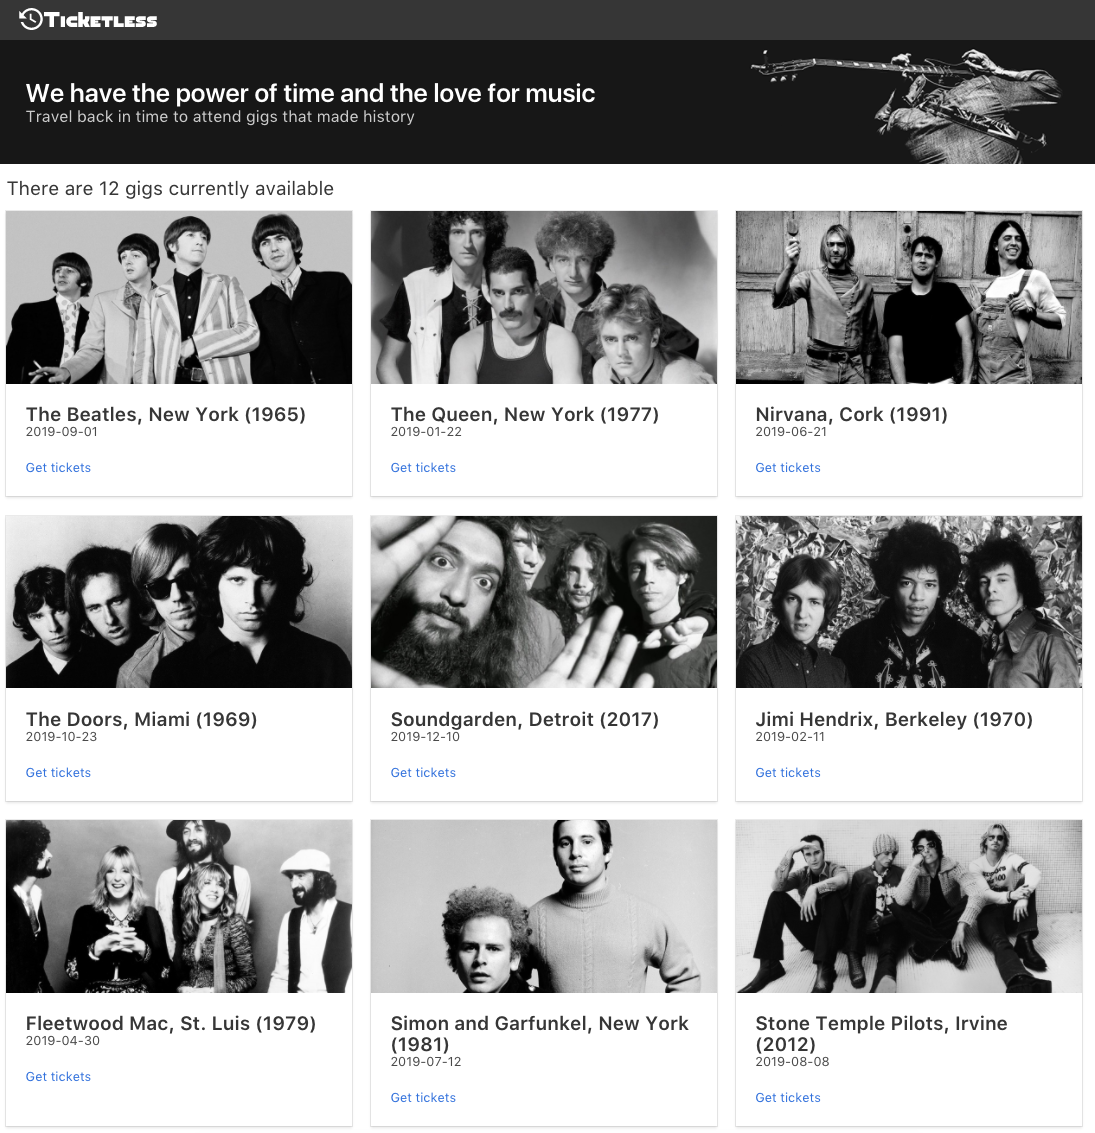 Ticketless
We have the power of time and the love for music
Travel back in time to attend gigs that made history
There are 12 gigs currently available
The Beatles, New York (1965)
2019-09-01
Get tickets
The Queen, New York (1977)
2019-01-22
Get tickets
Nirvana, Cork (1991)
2019-06-21
Get tickets
The Doors, Miami (1969)
2019-10-23
Get tickets
Soundgarden, Detroit (2017)
2019-12-10
Get tickets
Jimi Hendrix, Berkeley (1970)
2019-02-11
Get tickets
Fleetwood Mac, St. Luis (1979)
2019-04-30
Get tickets
Simon and Garfunkel, New York
(1981)
2019-07-12
Get tickets
Stone Temple Pilots, Irvine
(2012)
2019-08-08
Get tickets